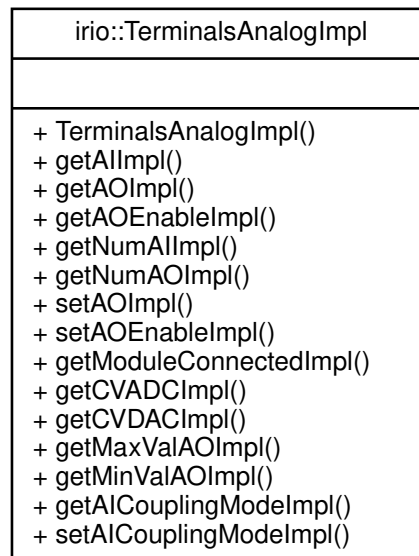 irio::TerminalsAnalogImpl
+ TerminalsAnalogImpl()
+ getAIImpl()
+ getAOImpl()
+ getAOEnableImpl()
+ getNumAIImpl()
+ getNumAOImpl()
+ setAOImpl()
+ setAOEnableImpl()
+ getModuleConnectedImpl()
+ getCVADCImpl()
+ getCVDACImpl()
+ getMaxValAOImpl()
+ getMinValAOImpl()
+ getAICouplingModeImpl()
+ setAICouplingModeImpl()